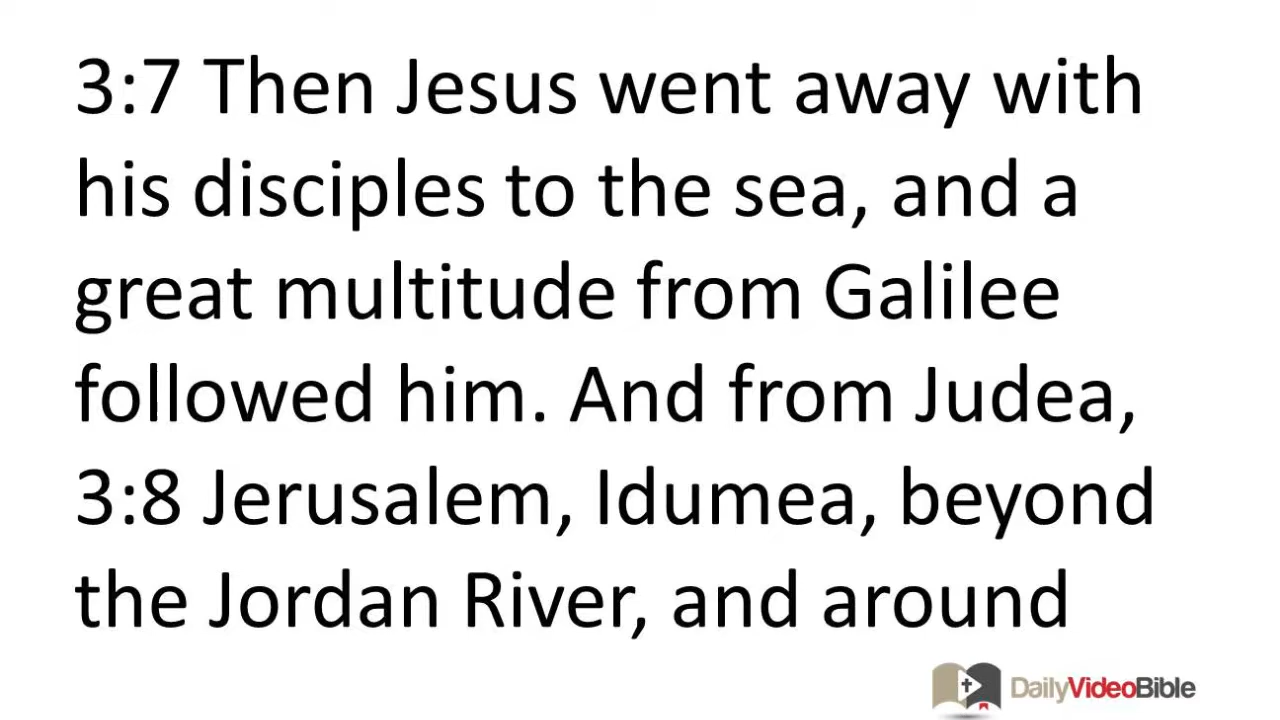 3:7 Then Jesus went away with
his disciples to the sea, and a
great multitude from Galilee
followed him. And from Judea,
3:8 Jerusalem, Idumea, beyond
the Jordan River, and around
DailyVideoBible